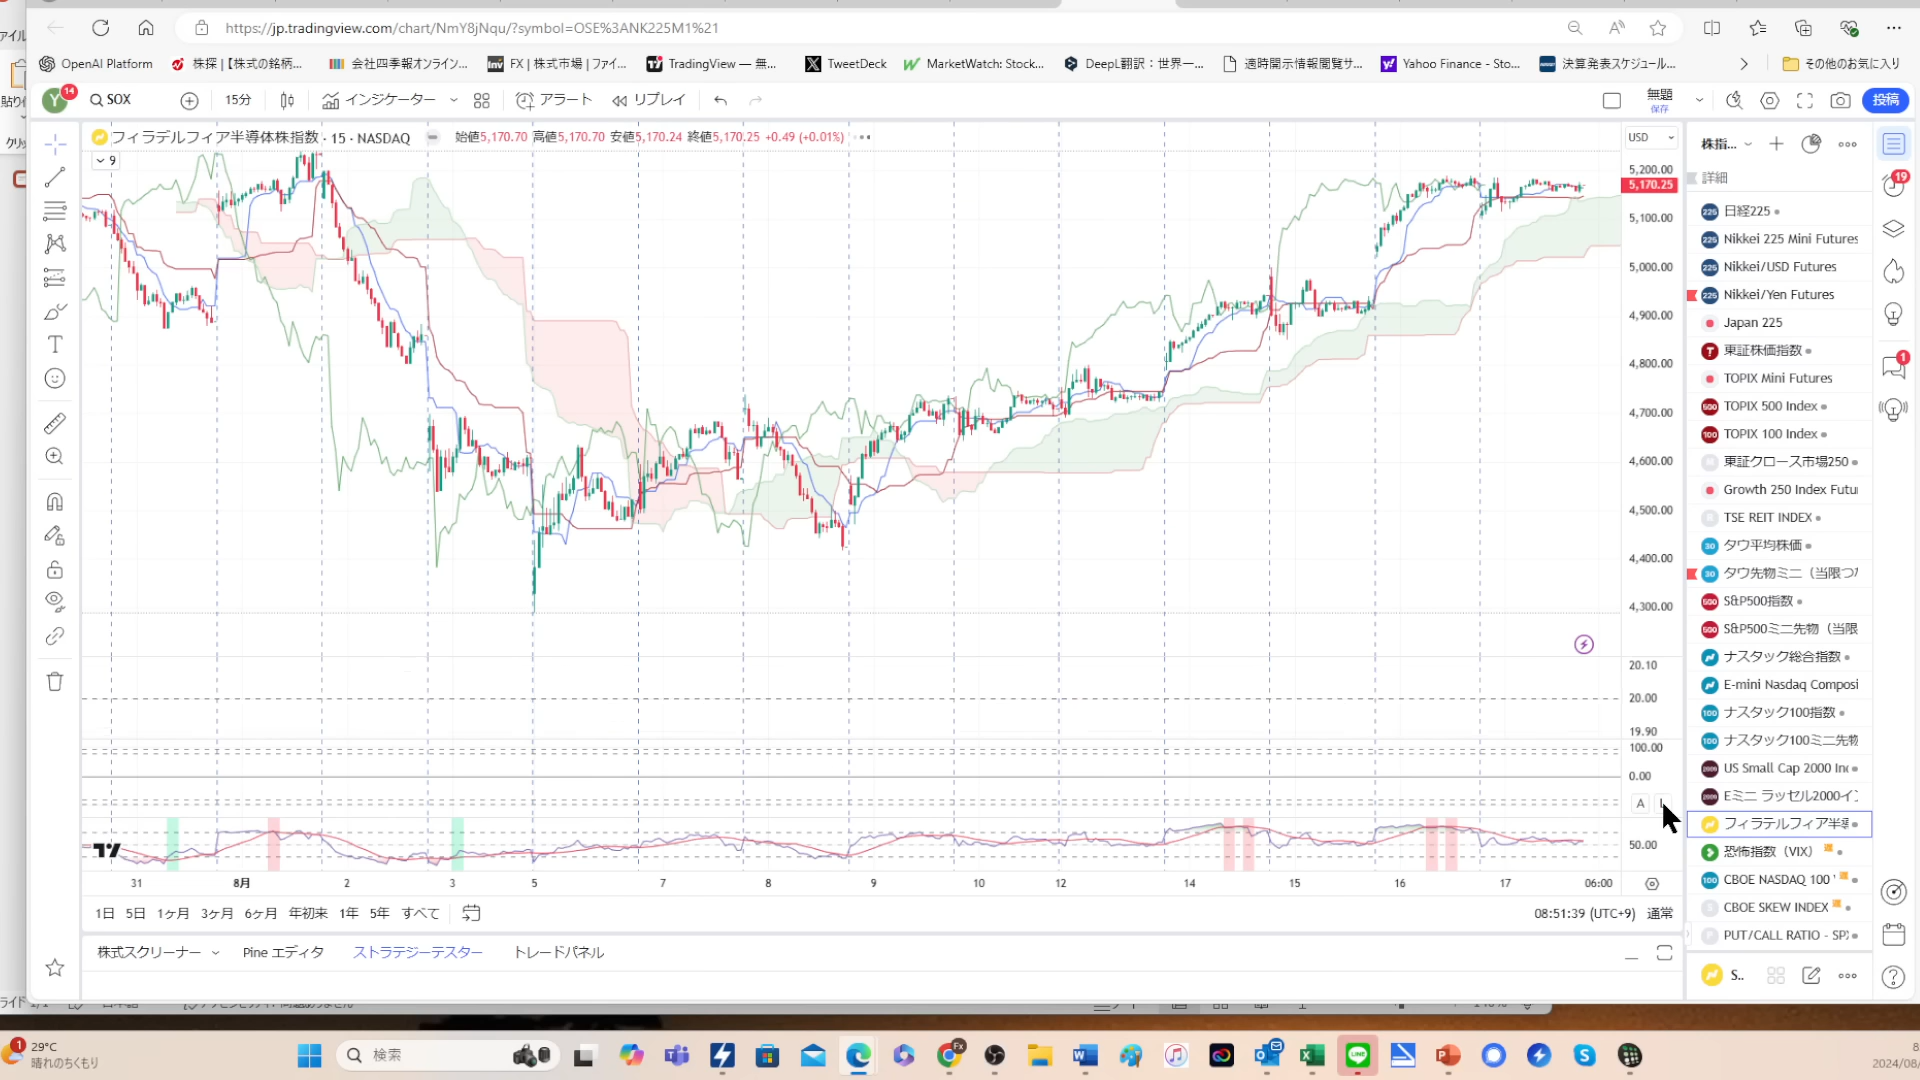 https://jp.tradingview.com/chart/NmY8jNqu/?symbol=OSE%3ANK225M1%21
OpenAI Platform
株探 |【株式の銘柄...
会社四季報オンライン...
FX | 株式市場 | ファイ...
TradingView — 無...
TweetDeck
MarketWatch: Stock...
DeepL翻訳：世界一...
適時開示情報閲覧サ...
Yahoo Finance - Sto...
決算発表スケジュール...
その他のお気に入り
Y
14
SOX
15分
インジケーター
アラート
リプレイ
無題
保存
投稿
フィラデルフィア半導体株指数 · 15 · NASDAQ
始値5,170.70 高値5,170.70 安値5,170.24 終値5,170.25 +0.49 (+0.01%)
9
USD
5,200.00
5,170.25
5,100.00
5,000.00
4,900.00
4,800.00
4,700.00
4,600.00
4,500.00
4,400.00
4,300.00
20.10
20.00
19.90
100.00
0.00
A
50.00
31
8月
2
3
5
7
8
9
10
12
14
15
16
17
06:00
1日 5日 1ヶ月 3ヶ月 6ヶ月 年初来 1年 5年 すべて
08:51:39 (UTC+9) 通常
株式スクリーナー
Pine エディタ
ストラテジーテスター
トレードパネル
株指...
詳細
日経225
Nikkei 225 Mini Futures
Nikkei/USD Futures
Nikkei/Yen Futures
Japan 225
東証株価指数
TOPIX Mini Futures
TOPIX 500 Index
TOPIX 100 Index
東証グロース市場250
Growth 250 Index Futu
TSE REIT INDEX
ダウ平均株価
ダウ先物ミニ（当限つな
S&P500指数
S&P500ミニ先物（当限
ナスダック総合指数
E-mini Nasdaq Composi
ナスダック100指数
ナスダック100ミニ先物
US Small Cap 2000 Ind
Eミニ ラッセル2000イン
フィラデルフィア半導
恐怖指数（VIX）
CBOE NASDAQ 100
CBOE SKEW INDEX
PUT/CALL RATIO - SP
S..
19
1
1
29°C
晴れのちくもり
検索
2024/08/